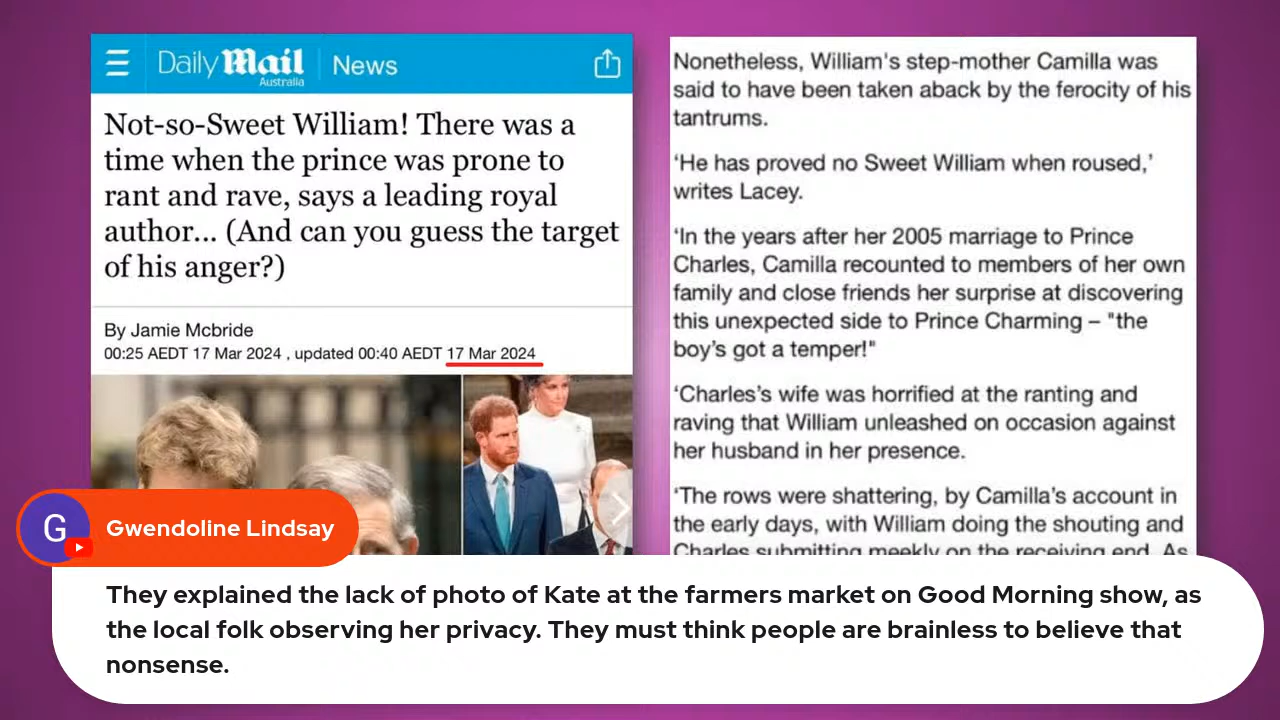 Daily Mail Australia News
Not-so-Sweet William! There was a
time when the prince was prone to
rant and rave, says a leading royal
author... (And can you guess the target
of his anger?)
By Jamie Mcbride
00:25 AEDT 17 Mar 2024 , updated 00:40 AEDT 17 Mar 2024
Nonetheless, William's step-mother Camilla was
said to have been taken aback by the ferocity of his
tantrums.
‘He has proved no Sweet William when roused,’
writes Lacey.
‘In the years after her 2005 marriage to Prince
Charles, Camilla recounted to members of her own
family and close friends her surprise at discovering
this unexpected side to Prince Charming – "the
boy’s got a temper!"
‘Charles’s wife was horrified at the ranting and
raving that William unleashed on occasion against
her husband in her presence.
‘The rows were shattering, by Camilla’s account in
the early days, with William doing the shouting and
Charles submitting meekly on the receiving end. As
G
Gwendoline Lindsay
They explained the lack of photo of Kate at the farmers market on Good Morning show, as
the local folk observing her privacy. They must think people are brainless to believe that
nonsense.